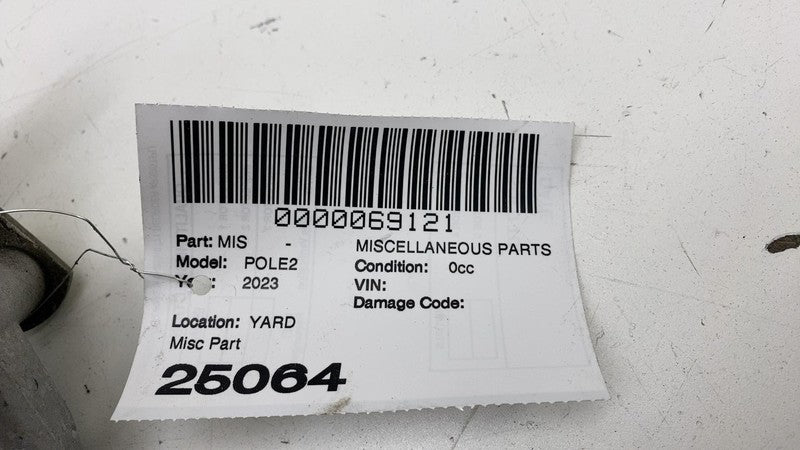 0000069121
Part: MIS - MISCELLANEOUS PARTS
Model: POLE2 Condition: 0cc
2023 VIN:
Damage Code:
Location: YARD
Misc Part
25064